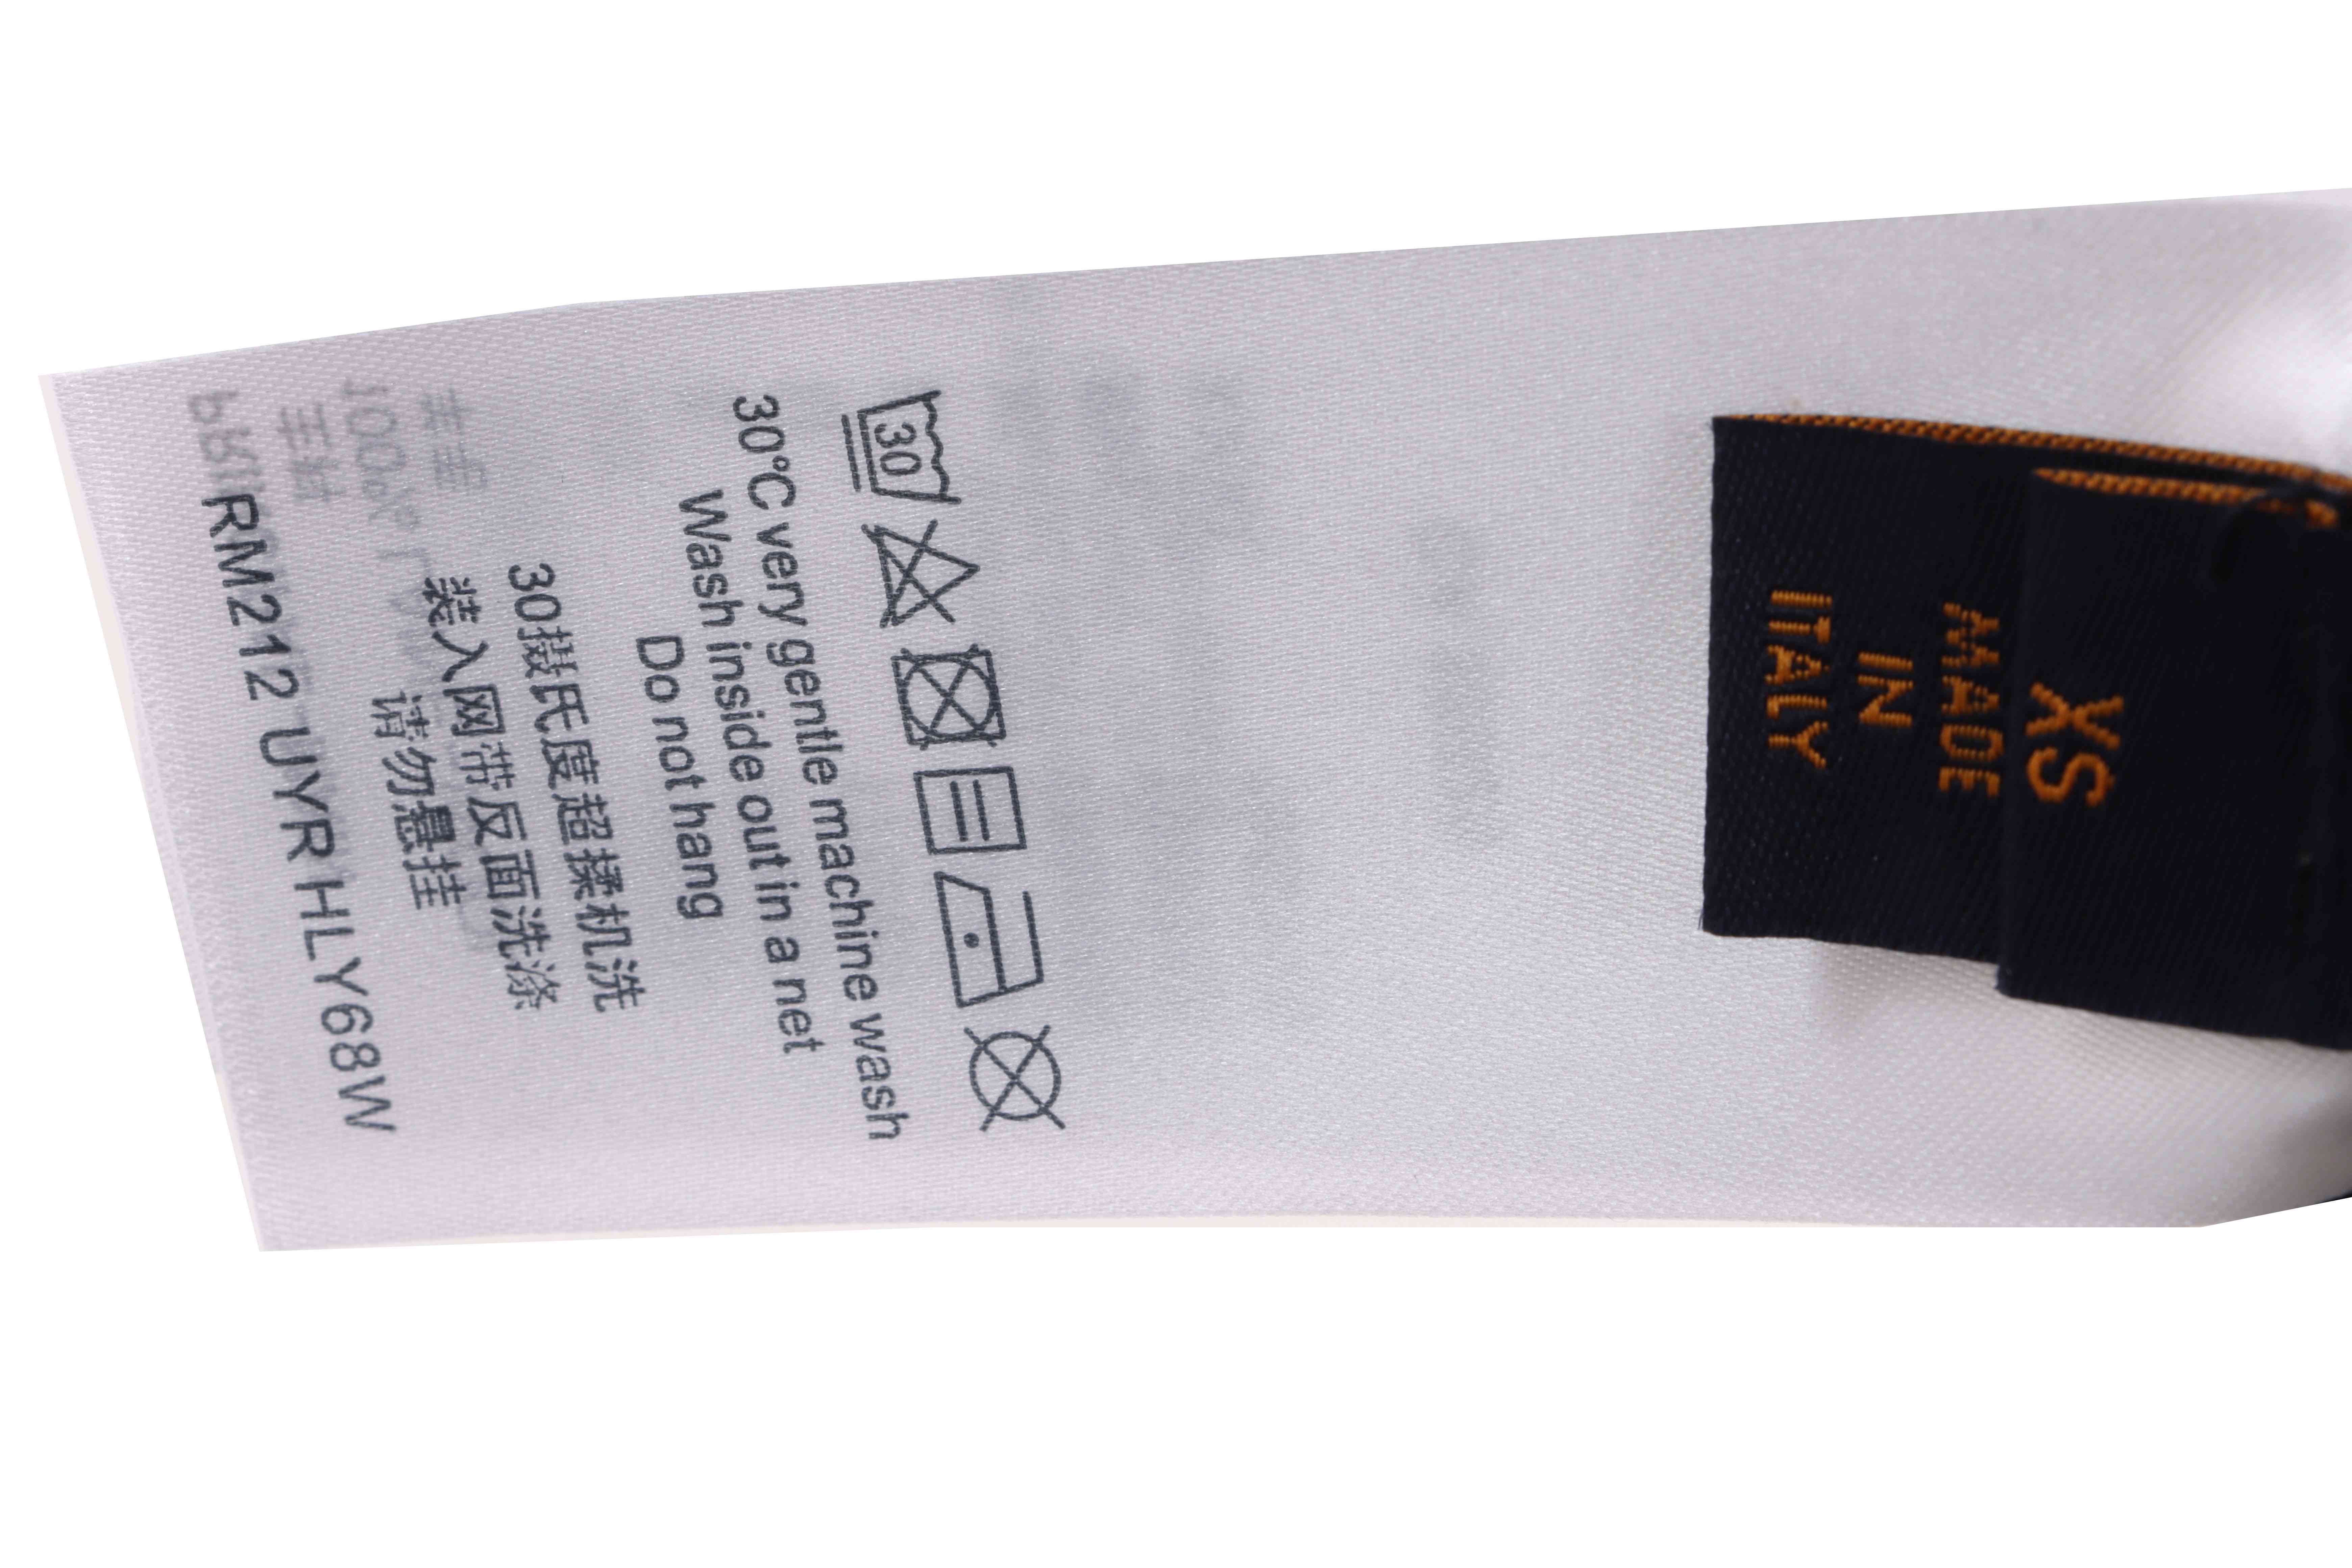 XS
MADE
IN
ITALY
30
30°C very gentle machine wash
Wash inside out in a net
Do not hang
30摄氏度超揉机洗
装入网带反面洗涤
请勿悬挂
RM212 UYR HLY68W